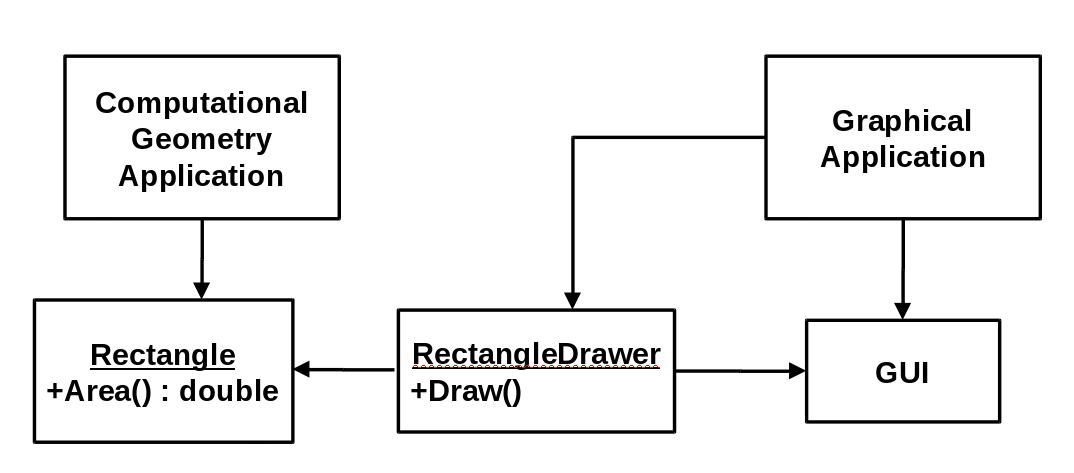 Computational
Geometry
Application
Graphical
Application
Rectangle
+Area() : double
RectangleDrawer
+Draw()
GUI